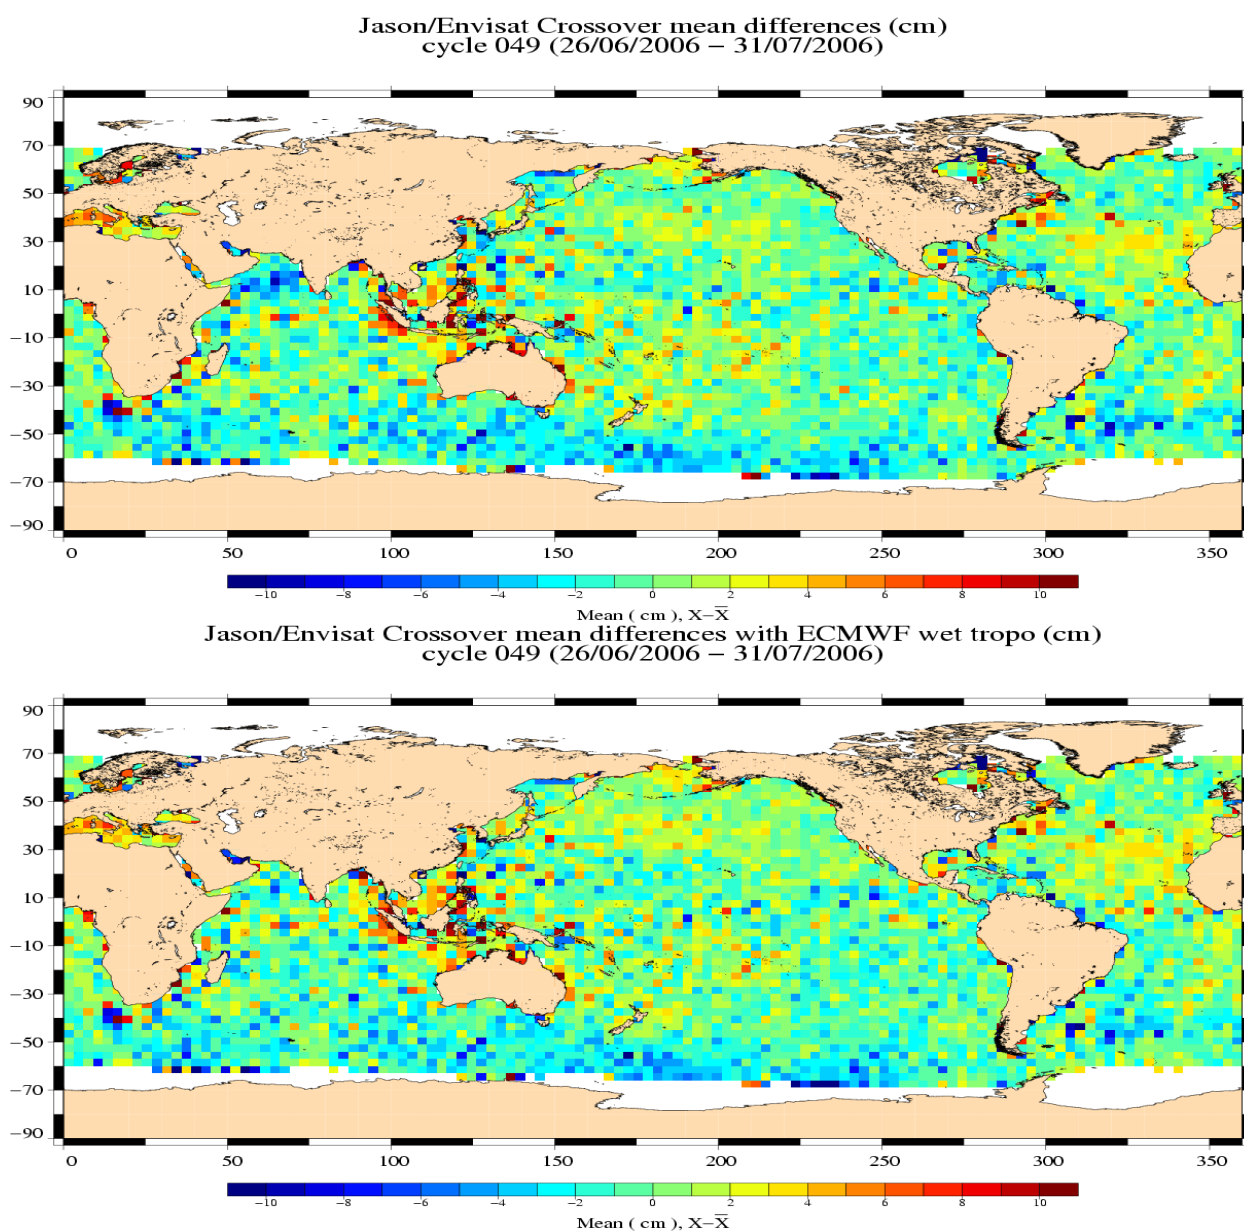 Jason/Envisat Crossover mean differences (cm)
cycle 049 (26/06/2006 − 31/07/2006)
90
70
50
30
10
−10
−30
−50
−70
−90
0 50 100 150 200 250 300 350
−10 −8 −6 −4 −2 0 2 4 6 8 10
Mean ( cm ), X−X̅
Jason/Envisat Crossover mean differences with ECMWF wet tropo (cm)
cycle 049 (26/06/2006 − 31/07/2006)
90
70
50
30
10
−10
−30
−50
−70
−90
0 50 100 150 200 250 300 350
−10 −8 −6 −4 −2 0 2 4 6 8 10
Mean ( cm ), X−X̅